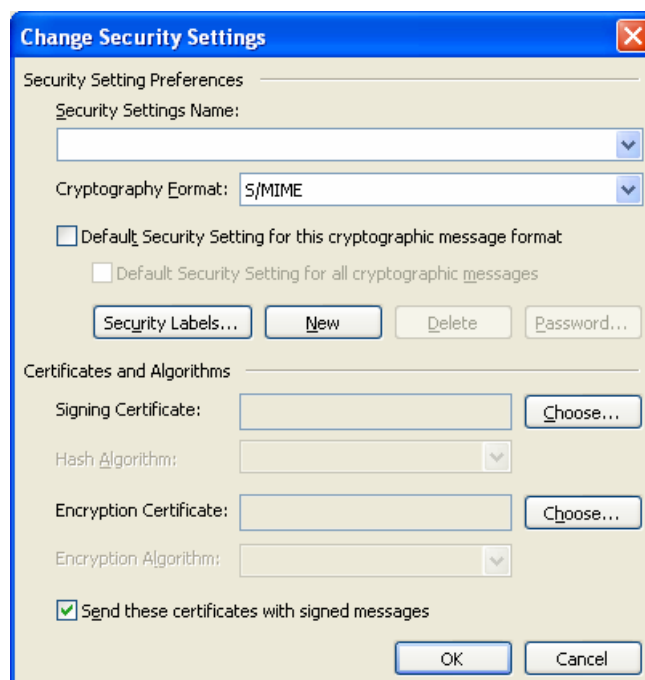 Change Security Settings
Security Setting Preferences
Security Settings Name:
Cryptography Format: S/MIME
Default Security Setting for this cryptographic message format
Default Security Setting for all cryptographic messages
Security Labels... New Delete Password...
Certificates and Algorithms
Signing Certificate: Choose...
Hash Algorithm:
Encryption Certificate: Choose...
Encryption Algorithm:
Send these certificates with signed messages
OK Cancel